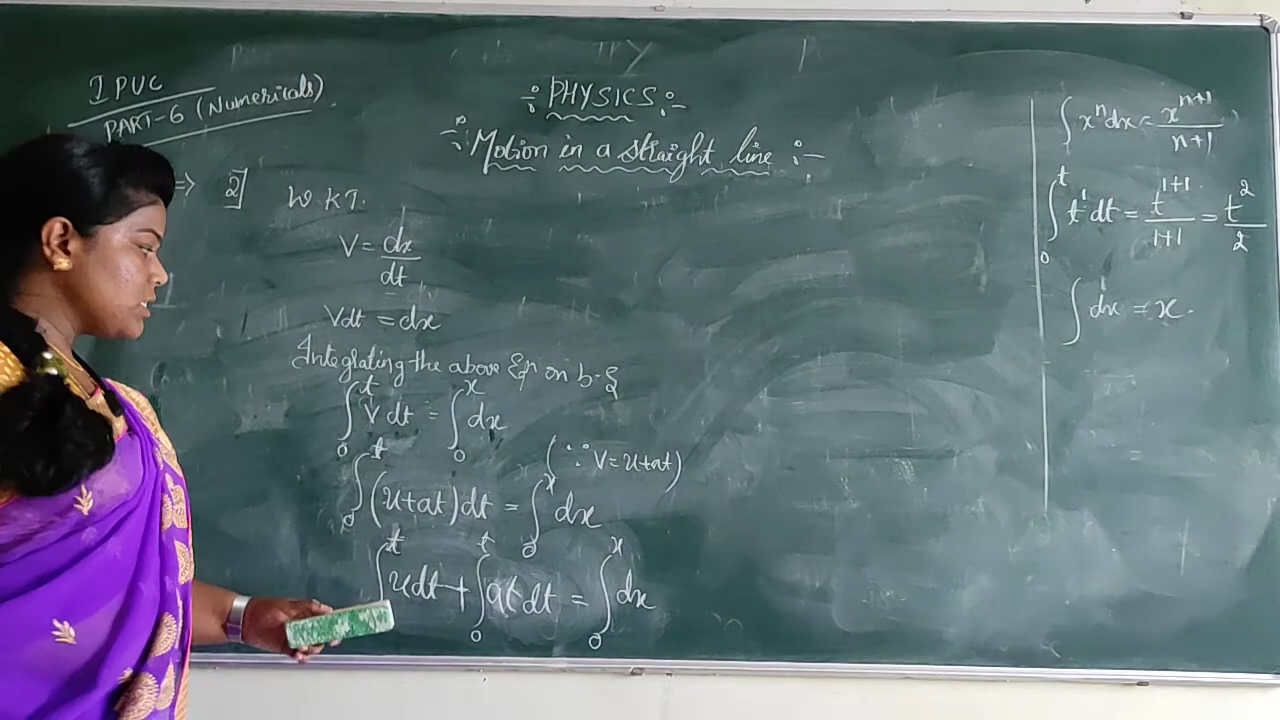 I PUC
PART-6 (Numericals).
∻ PHYSICS ∻
∻ Motion in a straight line ∻
⇒ 2] W.K.T.
V = dx/dt
Vdt = dx
Integrating the above Eqn on b.S
∫₀ᵗ V dt = ∫₀ˣ dx
(∵ V = u+at)
∫₀ᵗ (u+at)dt = ∫₀ˣ dx
∫ᵗ udt + ∫₀ᵗ at dt = ∫₀ˣ dx
∫ xⁿ dx = xⁿ⁺¹/n+1
∫₀ᵗ t¹ dt = t¹⁺¹/1+1 = t²/2
∫ dx = x.